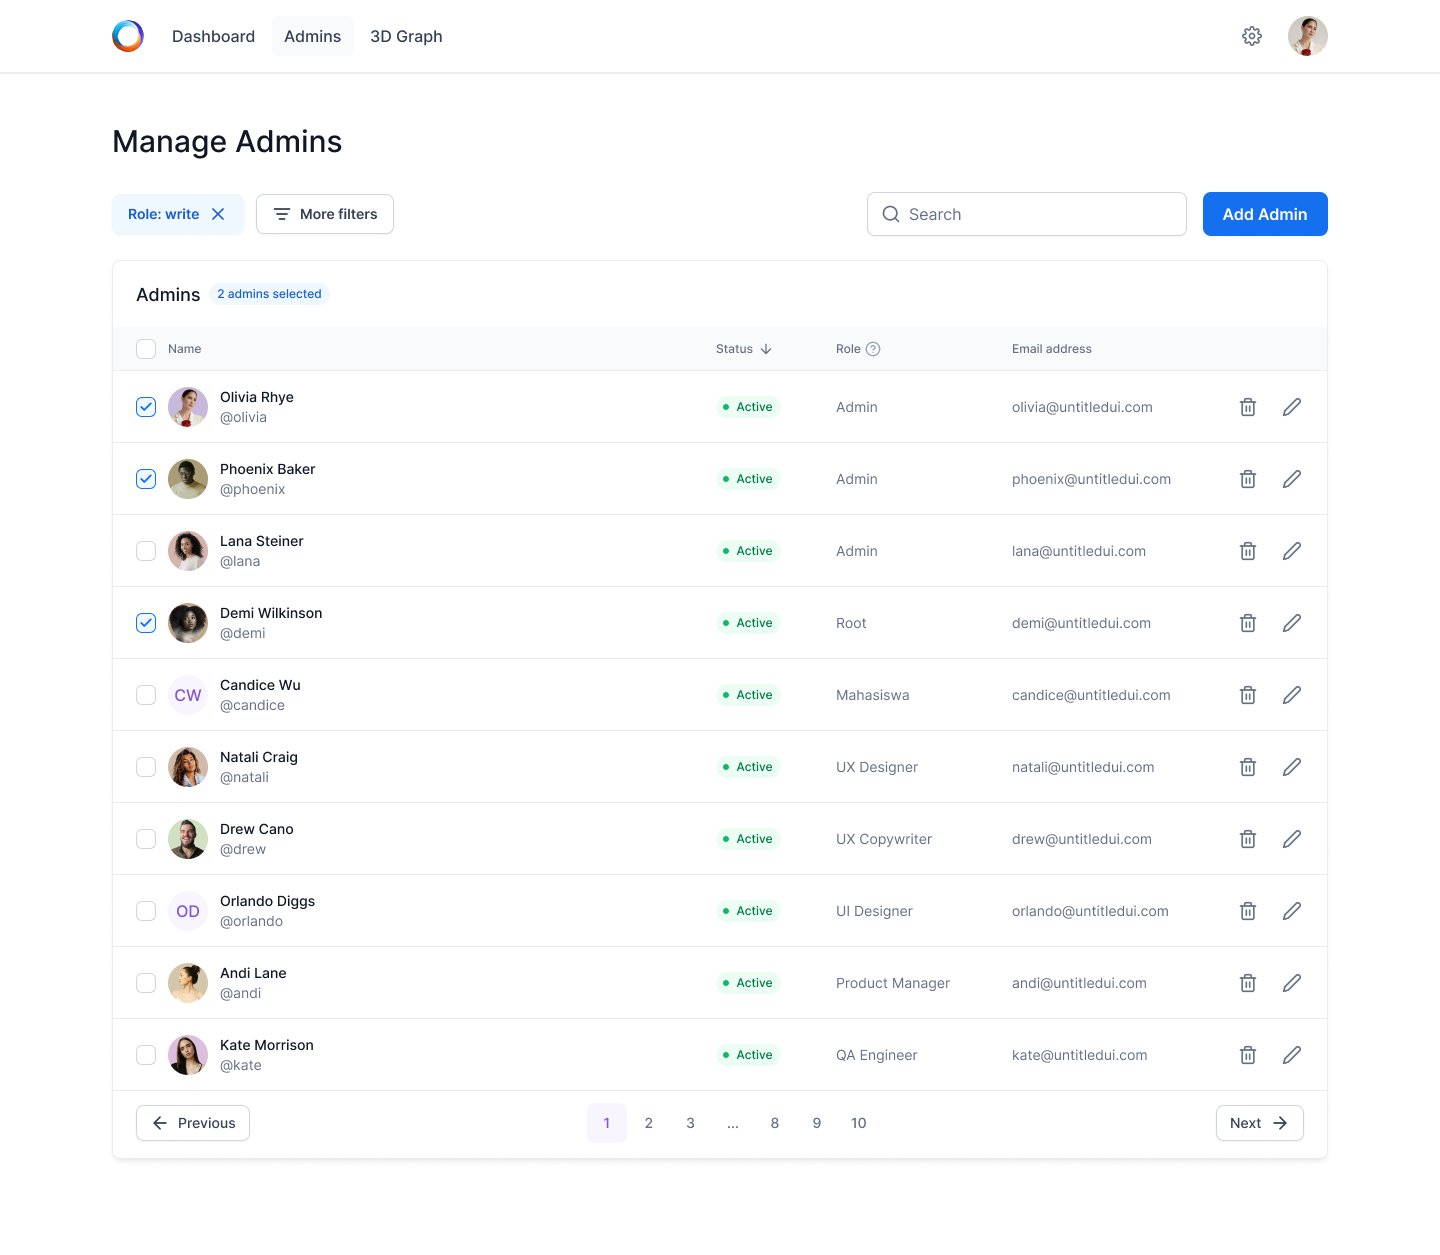 Dashboard Admins 3D Graph
Manage Admins
Role: write More filters Search Add Admin
Admins 2 admins selected
Name Status Role Email address
Olivia Rhye
@olivia
Active Admin olivia@untitledui.com
Phoenix Baker
@phoenix
Active Admin phoenix@untitledui.com
Lana Steiner
@lana
Active Admin lana@untitledui.com
Demi Wilkinson
@demi
Active Root demi@untitledui.com
CW
Candice Wu
@candice
Active Mahasiswa candice@untitledui.com
Natali Craig
@natali
Active UX Designer natali@untitledui.com
Drew Cano
@drew
Active UX Copywriter drew@untitledui.com
OD
Orlando Diggs
@orlando
Active UI Designer orlando@untitledui.com
Andi Lane
@andi
Active Product Manager andi@untitledui.com
Kate Morrison
@kate
Active QA Engineer kate@untitledui.com
Previous 1 2 3 ... 8 9 10 Next